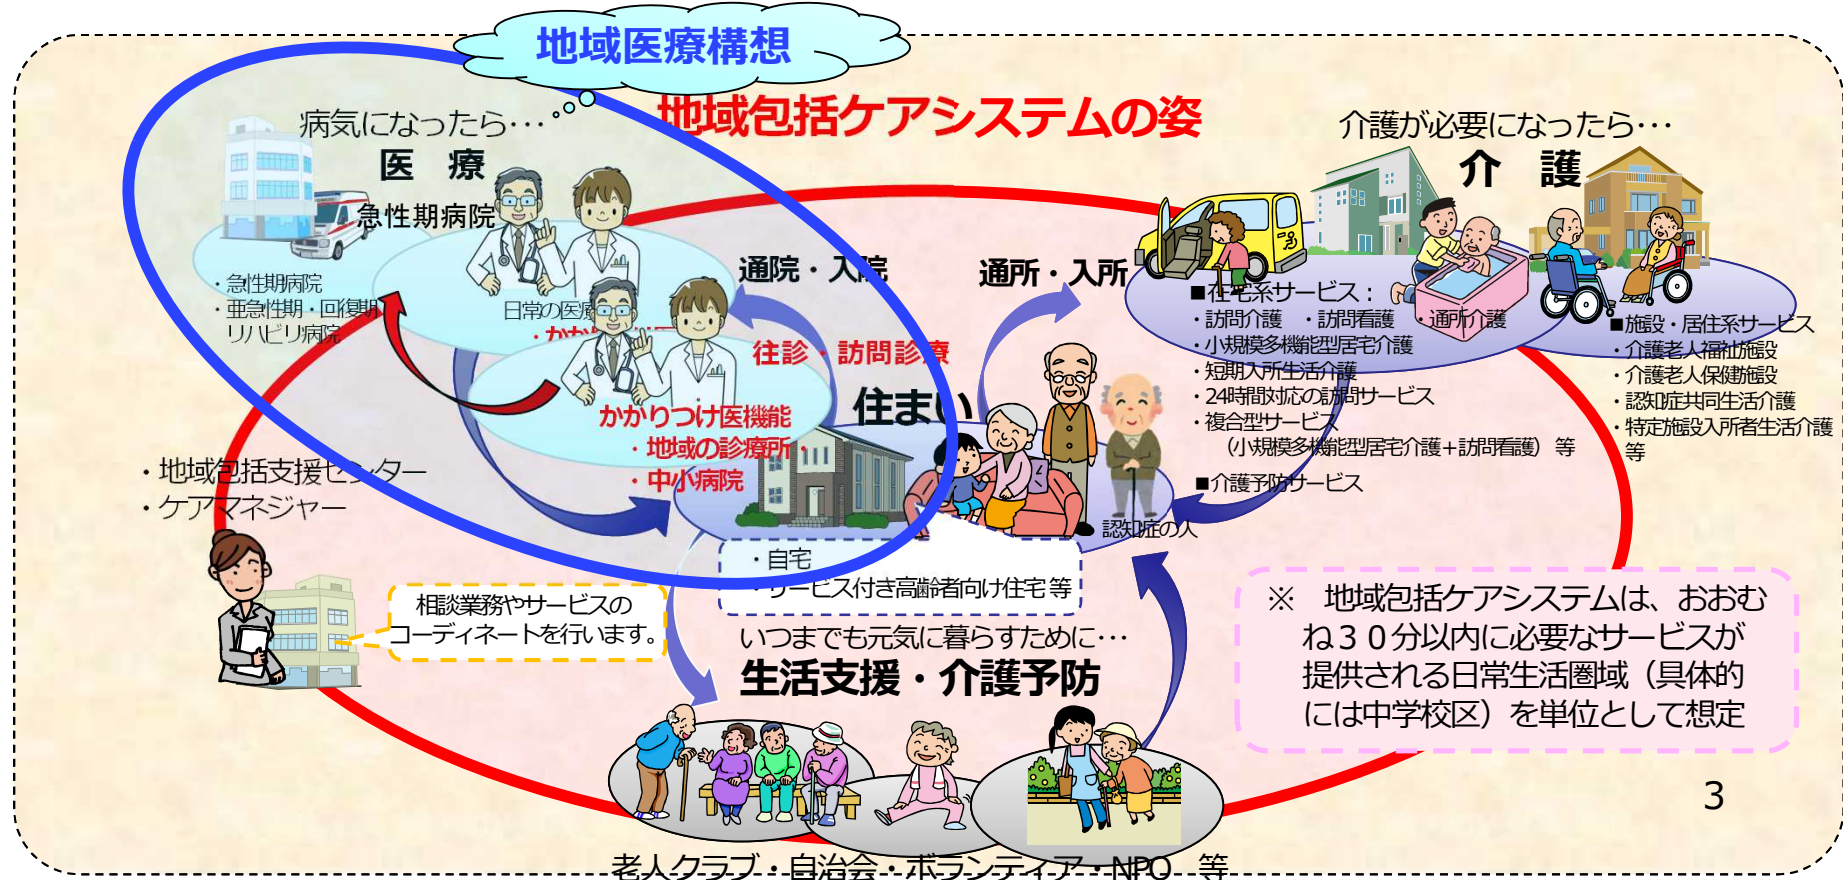 地域医療構想
地域包括ケアシステムの姿
病気になったら･･･
医　療
急性期病院
・急性期病院
・亜急性期・回復期
リハビリ病院
日常の医療
通院・入院
往診・訪問診療
かかりつけ医機能
・地域の診療所・
・中小病院
住まい
・自宅
・サービス付き高齢者向け住宅 等
認知症の人
通所・入所
介護が必要になったら･･･
介　護
■在宅系サービス：
・訪問介護　・訪問看護　・通所介護
・小規模多機能型居宅介護
・短期入所生活介護
・24時間対応の訪問サービス
・複合型サービス
（小規模多機能型居宅介護＋訪問看護） 等
■介護予防サービス
■施設・居住系サービス
・介護老人福祉施設
・介護老人保健施設
・認知症共同生活介護
・特定施設入所者生活介護
等
・地域包括支援センター
・ケアマネジャー
相談業務やサービスの
コーディネートを行います。
いつまでも元気に暮らすために･･･
生活支援・介護予防
老人クラブ・自治会・ボランティア・NPO　等
※　地域包括ケアシステムは、おおむ
ね３０分以内に必要なサービスが
提供される日常生活圏域（具体的
には中学校区）を単位として想定
3